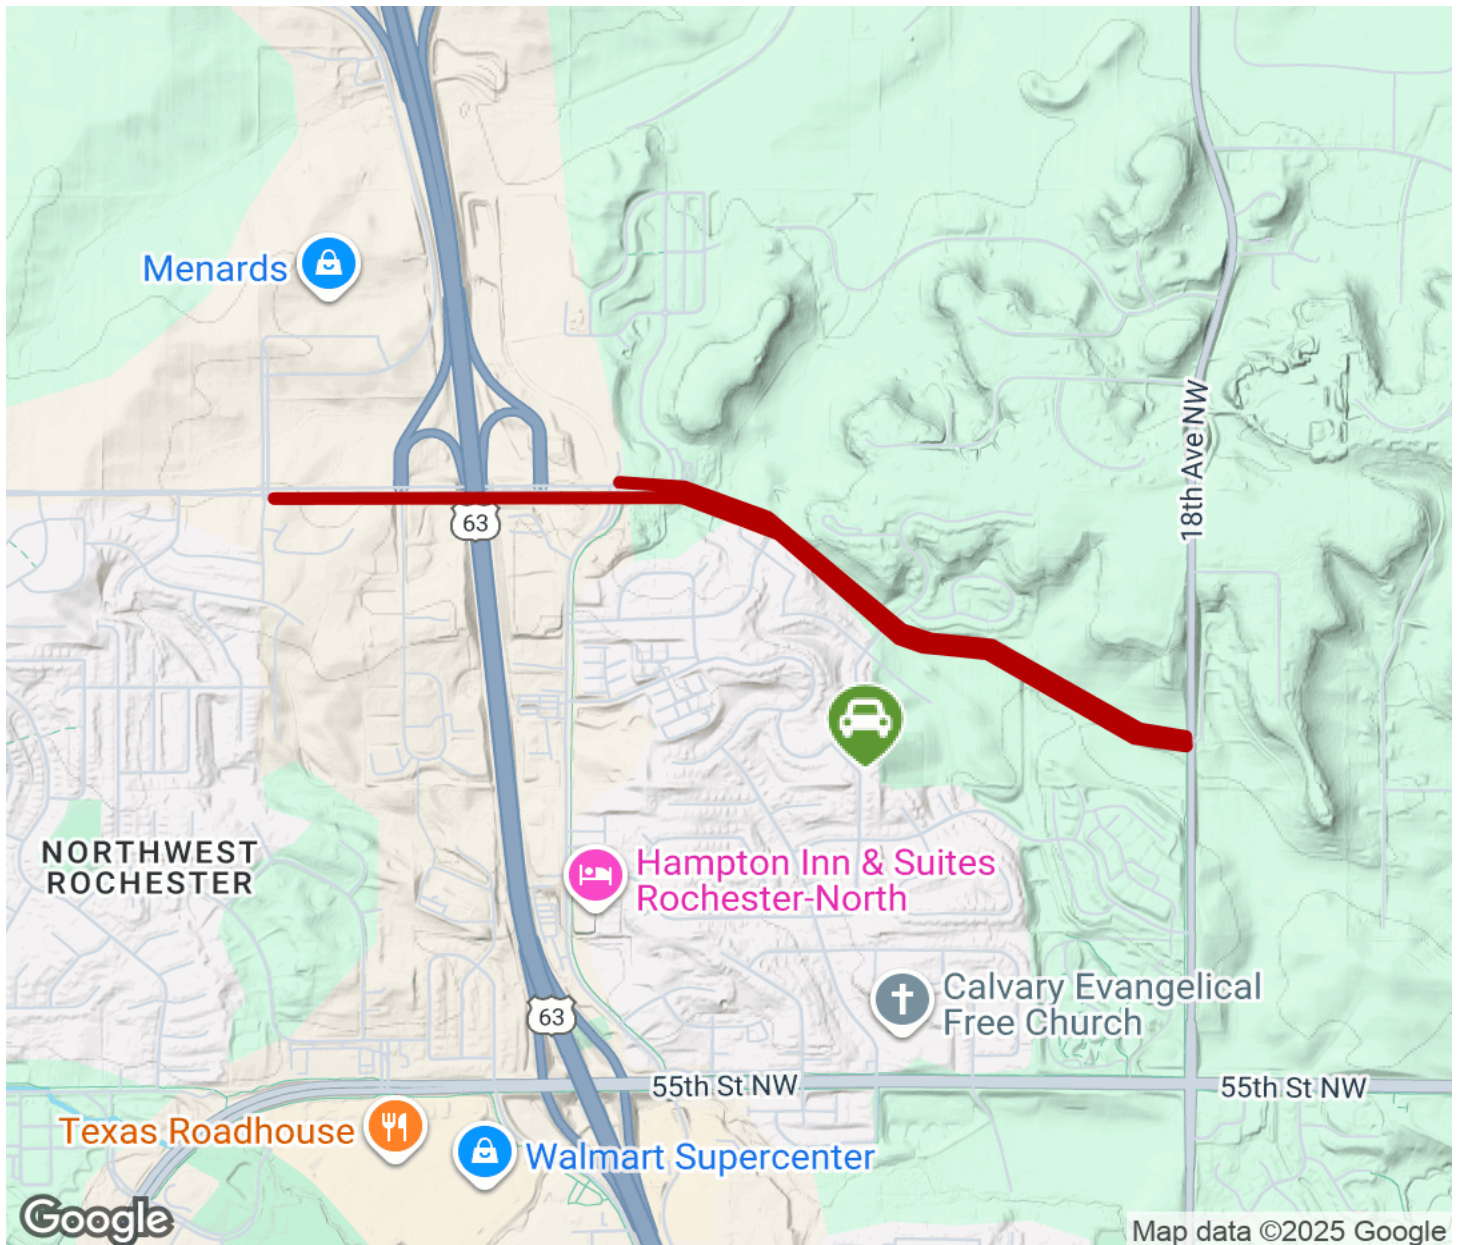 Menards
18th Ave NW
63
NORTHWEST
ROCHESTER
Hampton Inn & Suites
Rochester-North
Calvary Evangelical
Free Church
63
55th St NW
55th St NW
Texas Roadhouse
Walmart Supercenter
Google
Map data ©2025 Google